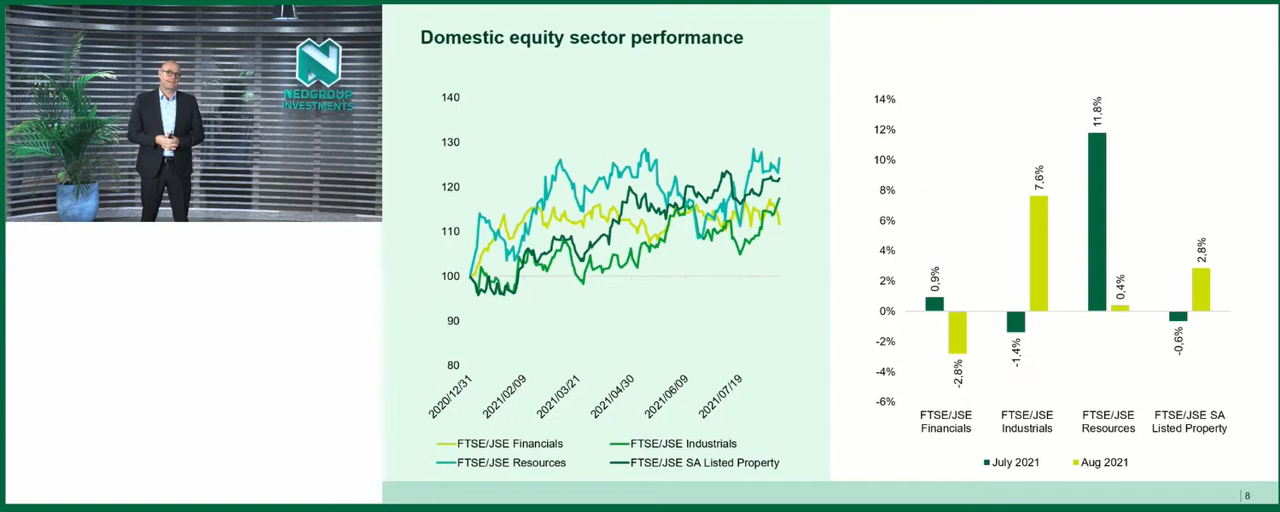 NEDGROUP
INVESTMENTS
Domestic equity sector performance
140
130
120
110
100
90
80
2020/12/31
2021/02/09
2021/03/21
2021/04/30
2021/06/09
2021/07/19
FTSE/JSE Financials
FTSE/JSE Industrials
FTSE/JSE Resources
FTSE/JSE SA Listed Property
14%
12%
10%
8%
6%
4%
2%
0%
-2%
-4%
-6%
0,9%
-2,8%
-1,4%
7,6%
11,8%
0,4%
-0,6%
2,8%
FTSE/JSE
Financials
FTSE/JSE
Industrials
FTSE/JSE
Resources
FTSE/JSE SA
Listed Property
July 2021
Aug 2021
8